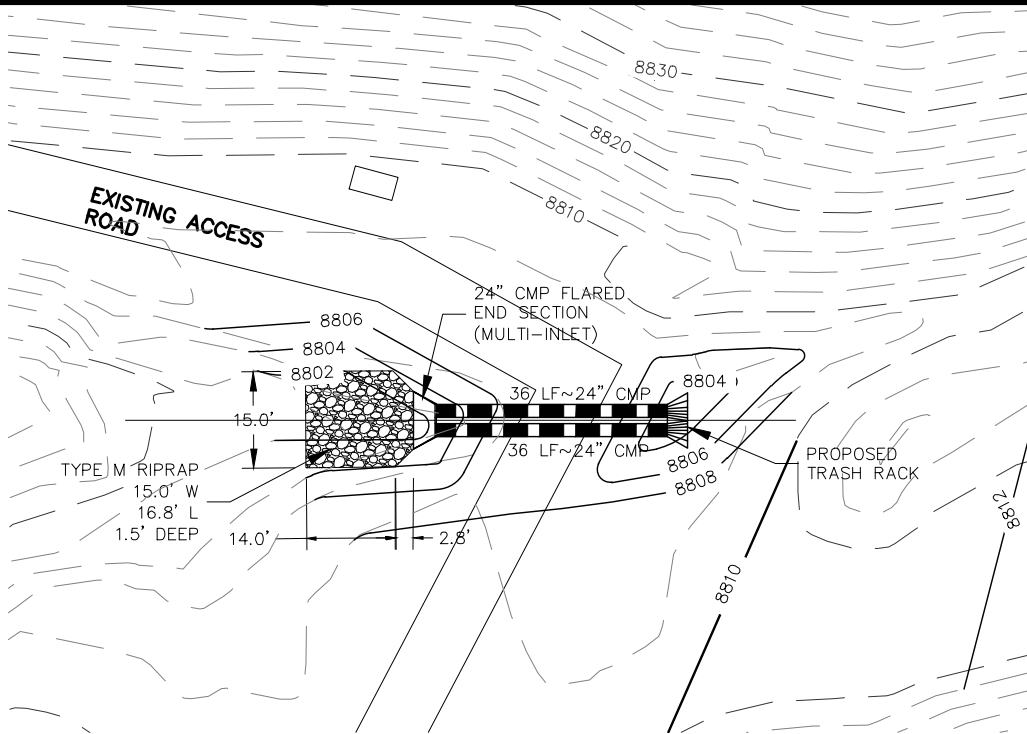 8830
8820
8810
EXISTING ACCESS
ROAD
24" CMP FLARED
END SECTION
(MULTI-INLET)
8806
8804
8802
36 LF~24" CMP
8804
15.0'
36 LF~24" CMP
8806
8808
PROPOSED
TRASH RACK
TYPE M RIPRAP
15.0' W
16.8' L
1.5' DEEP
14.0'
2.8'
8810
8812